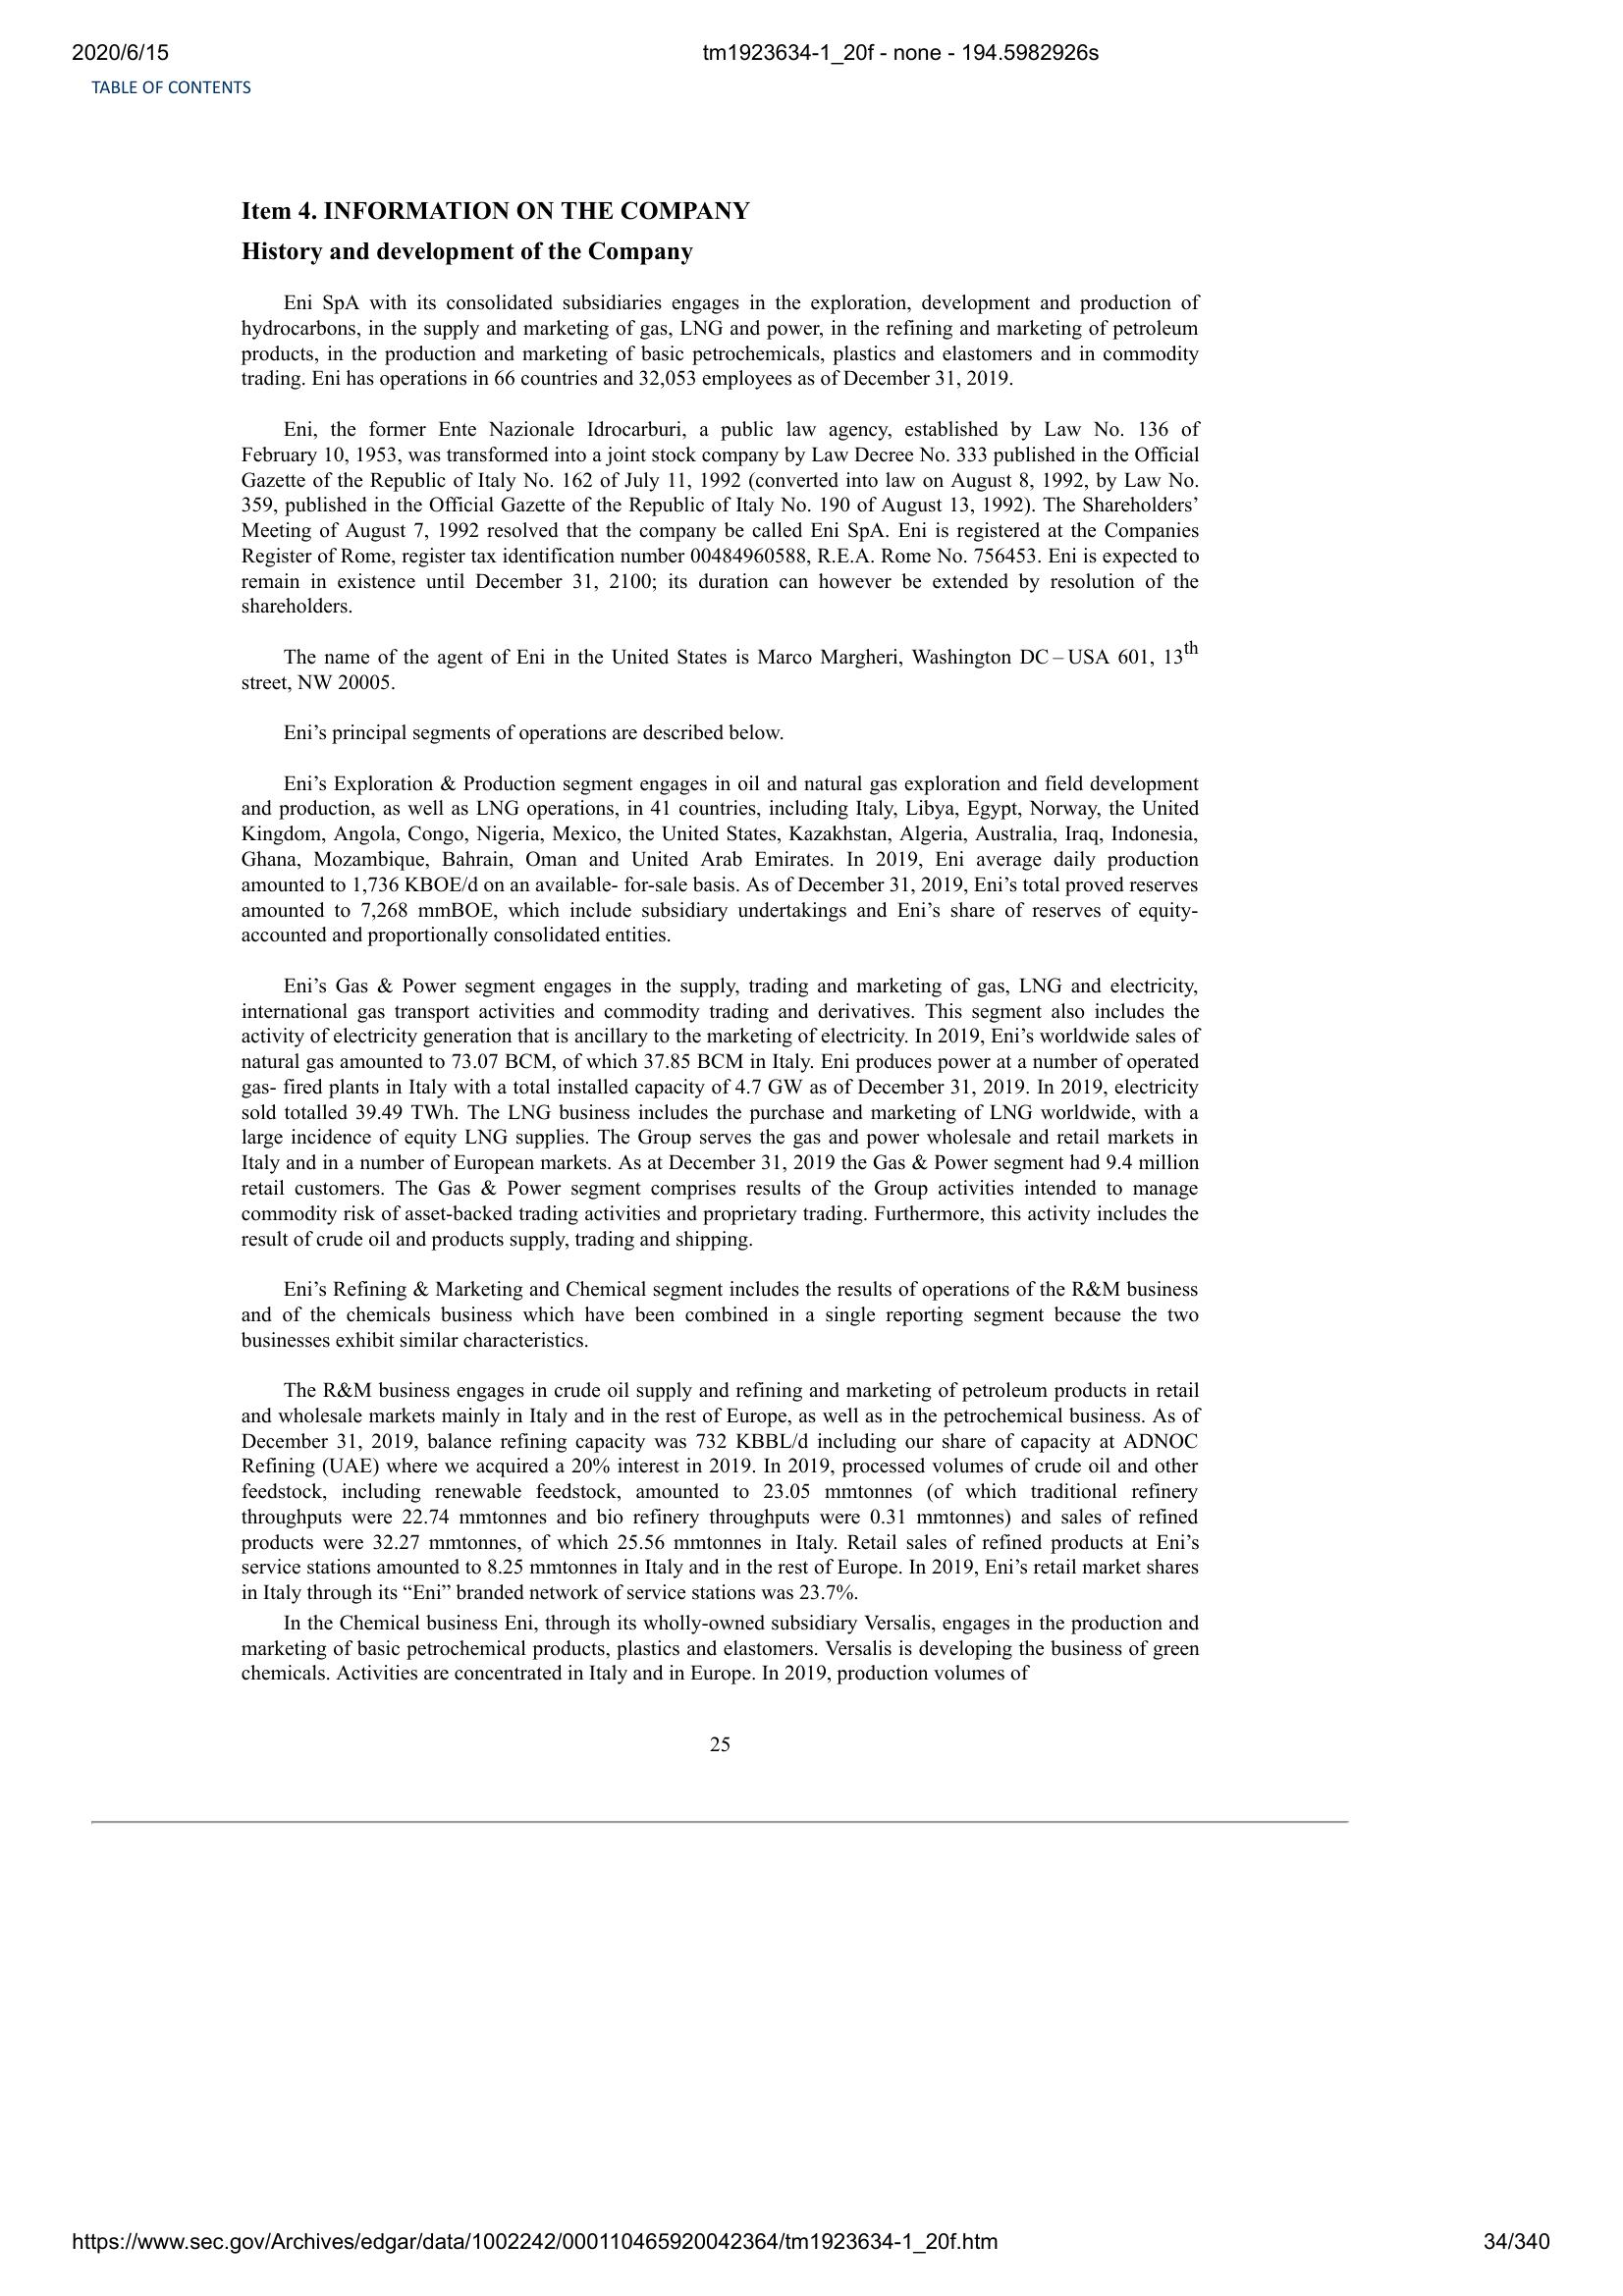 2020/6/15
tm1923634-1_20f - none - 194.5982926s
TABLE OF CONTENTS
Item 4. INFORMATION ON THE COMPANY
History and development of the Company
Eni SpA with its consolidated subsidiaries engages in the exploration, development and production of
hydrocarbons, in the supply and marketing of gas, LNG and power, in the refining and marketing of petroleum
products, in the production and marketing of basic petrochemicals, plastics and elastomers and in commodity
trading. Eni has operations in 66 countries and 32,053 employees as of December 31, 2019.
Eni, the former Ente Nazionale Idrocarburi, a public law agency, established by Law No. 136 of
February 10, 1953, was transformed into a joint stock company by Law Decree No. 333 published in the Official
Gazette of the Republic of Italy No. 162 of July 11, 1992 (converted into law on August 8, 1992, by Law No.
359, published in the Official Gazette of the Republic of Italy No. 190 of August 13, 1992). The Shareholders’
Meeting of August 7, 1992 resolved that the company be called Eni SpA. Eni is registered at the Companies
Register of Rome, register tax identification number 00484960588, R.E.A. Rome No. 756453. Eni is expected to
remain in existence until December 31, 2100; its duration can however be extended by resolution of the
shareholders.
The name of the agent of Eni in the United States is Marco Margheri, Washington DC – USA 601, 13th
street, NW 20005.
Eni’s principal segments of operations are described below.
Eni’s Exploration & Production segment engages in oil and natural gas exploration and field development
and production, as well as LNG operations, in 41 countries, including Italy, Libya, Egypt, Norway, the United
Kingdom, Angola, Congo, Nigeria, Mexico, the United States, Kazakhstan, Algeria, Australia, Iraq, Indonesia,
Ghana, Mozambique, Bahrain, Oman and United Arab Emirates. In 2019, Eni average daily production
amounted to 1,736 KBOE/d on an available- for-sale basis. As of December 31, 2019, Eni’s total proved reserves
amounted to 7,268 mmBOE, which include subsidiary undertakings and Eni’s share of reserves of equity-
accounted and proportionally consolidated entities.
Eni’s Gas & Power segment engages in the supply, trading and marketing of gas, LNG and electricity,
international gas transport activities and commodity trading and derivatives. This segment also includes the
activity of electricity generation that is ancillary to the marketing of electricity. In 2019, Eni’s worldwide sales of
natural gas amounted to 73.07 BCM, of which 37.85 BCM in Italy. Eni produces power at a number of operated
gas- fired plants in Italy with a total installed capacity of 4.7 GW as of December 31, 2019. In 2019, electricity
sold totalled 39.49 TWh. The LNG business includes the purchase and marketing of LNG worldwide, with a
large incidence of equity LNG supplies. The Group serves the gas and power wholesale and retail markets in
Italy and in a number of European markets. As at December 31, 2019 the Gas & Power segment had 9.4 million
retail customers. The Gas & Power segment comprises results of the Group activities intended to manage
commodity risk of asset-backed trading activities and proprietary trading. Furthermore, this activity includes the
result of crude oil and products supply, trading and shipping.
Eni’s Refining & Marketing and Chemical segment includes the results of operations of the R&M business
and of the chemicals business which have been combined in a single reporting segment because the two
businesses exhibit similar characteristics.
The R&M business engages in crude oil supply and refining and marketing of petroleum products in retail
and wholesale markets mainly in Italy and in the rest of Europe, as well as in the petrochemical business. As of
December 31, 2019, balance refining capacity was 732 KBBL/d including our share of capacity at ADNOC
Refining (UAE) where we acquired a 20% interest in 2019. In 2019, processed volumes of crude oil and other
feedstock, including renewable feedstock, amounted to 23.05 mmtonnes (of which traditional refinery
throughputs were 22.74 mmtonnes and bio refinery throughputs were 0.31 mmtonnes) and sales of refined
products were 32.27 mmtonnes, of which 25.56 mmtonnes in Italy. Retail sales of refined products at Eni’s
service stations amounted to 8.25 mmtonnes in Italy and in the rest of Europe. In 2019, Eni’s retail market shares
in Italy through its “Eni” branded network of service stations was 23.7%.
In the Chemical business Eni, through its wholly-owned subsidiary Versalis, engages in the production and
marketing of basic petrochemical products, plastics and elastomers. Versalis is developing the business of green
chemicals. Activities are concentrated in Italy and in Europe. In 2019, production volumes of
25
https://www.sec.gov/Archives/edgar/data/1002242/000110465920042364/tm1923634-1_20f.htm
34/340